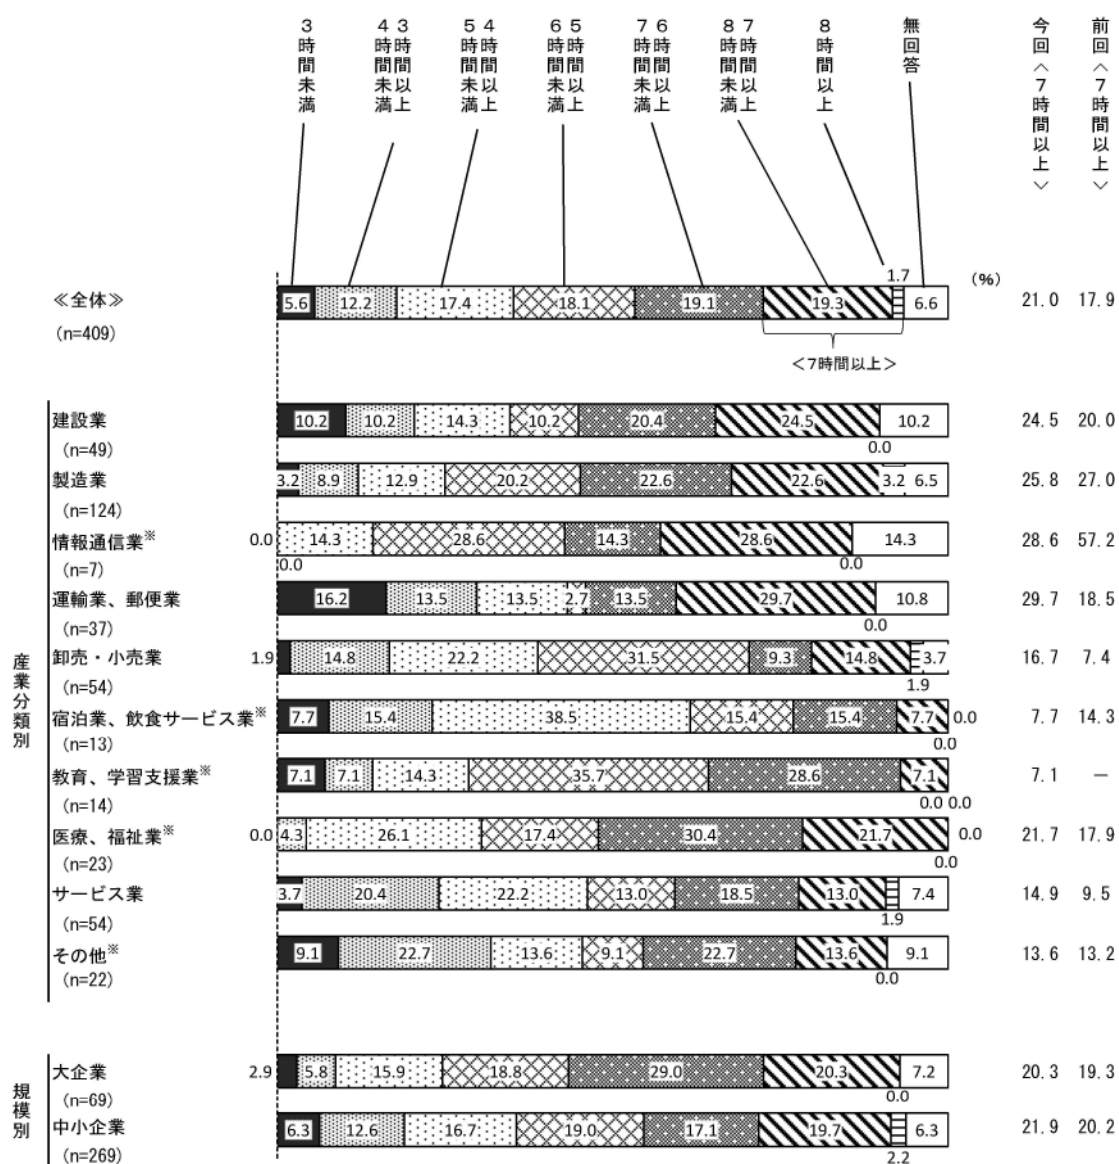 3時間未満
3時間以上
4時間未満
4時間以上
5時間未満
5時間以上
6時間未満
6時間以上
7時間未満
7時間以上
8時間未満
8時間以上
無回答
今回〈7時間以上〉
前回〈7時間以上〉
(%)
1.7
≪全体≫ 5.6 12.2 17.4 18.1 19.1 19.3 6.6 21.0 17.9
(n=409)
<7時間以上>
産業分類別
建設業 10.2 10.2 14.3 10.2 20.4 24.5 10.2 24.5 20.0
(n=49) 0.0
製造業 3.2 8.9 12.9 20.2 22.6 22.6 3.2 6.5 25.8 27.0
(n=124)
情報通信業※ 0.0 14.3 28.6 14.3 28.6 14.3 28.6 57.2
(n=7) 0.0 0.0
運輸業、郵便業 16.2 13.5 13.5 2.7 13.5 29.7 10.8 29.7 18.5
(n=37) 0.0
卸売・小売業 1.9 14.8 22.2 31.5 9.3 14.8 3.7 16.7 7.4
(n=54) 1.9
宿泊業、飲食サービス業※ 7.7 15.4 38.5 15.4 15.4 7.7 0.0 7.7 14.3
(n=13) 0.0
教育、学習支援業※ 7.1 7.1 14.3 35.7 28.6 7.1 7.1 －
(n=14) 0.0 0.0
医療、福祉業※ 0.0 4.3 26.1 17.4 30.4 21.7 0.0 21.7 17.9
(n=23) 0.0
サービス業 3.7 20.4 22.2 13.0 18.5 13.0 7.4 14.9 9.5
(n=54) 1.9
その他※ 9.1 22.7 13.6 9.1 22.7 13.6 9.1 13.6 13.2
(n=22) 0.0
規模別
大企業 2.9 5.8 15.9 18.8 29.0 20.3 7.2 20.3 19.3
(n=69) 0.0
中小企業 6.3 12.6 16.7 19.0 17.1 19.7 6.3 21.9 20.2
(n=269) 2.2